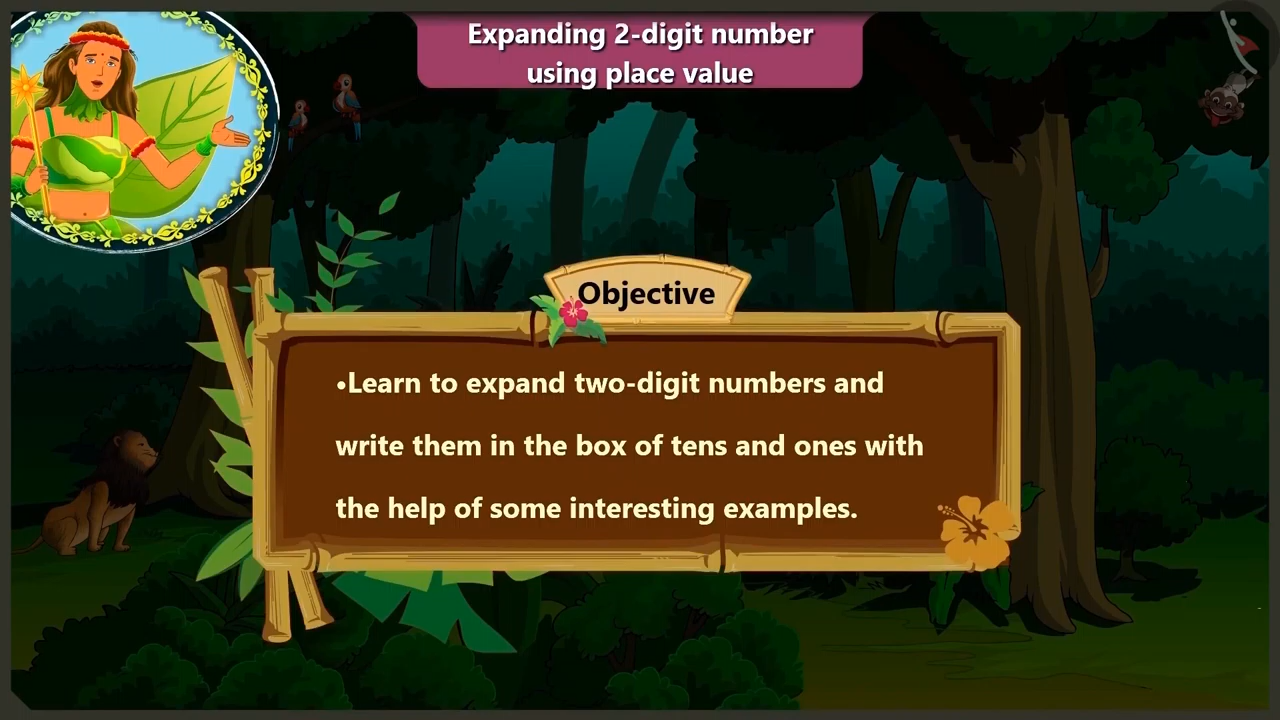 Expanding 2-digit number
using place value
Objective
•Learn to expand two-digit numbers and
write them in the box of tens and ones with
the help of some interesting examples.